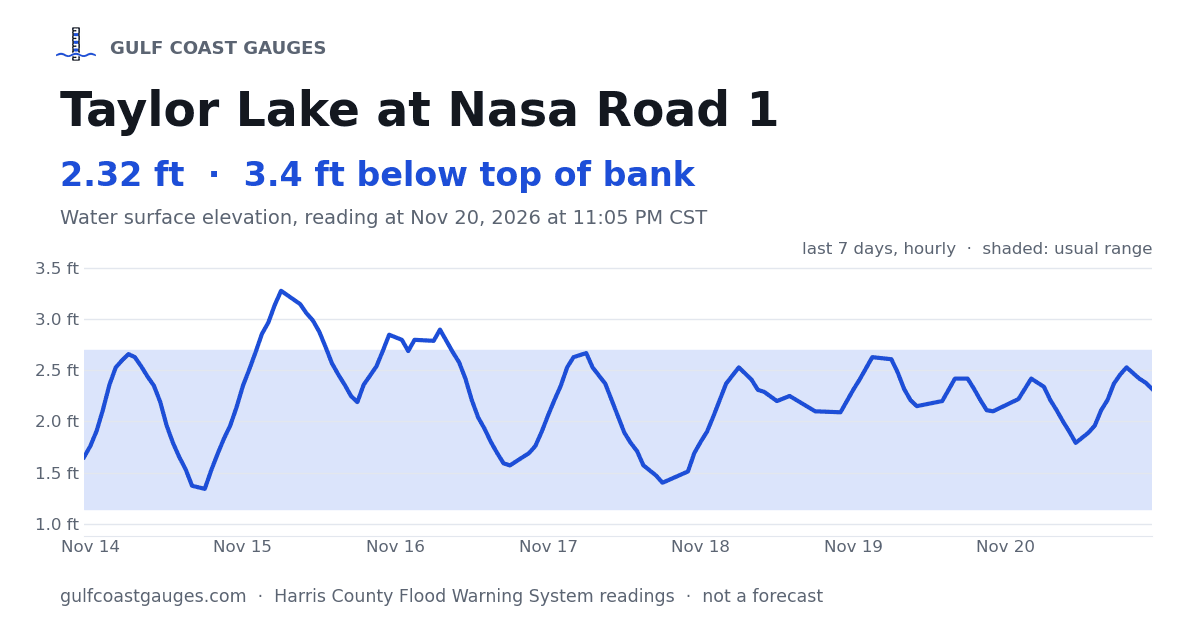 GULF COAST GAUGES
Taylor Lake at Nasa Road 1
2.32 ft · 3.4 ft below top of bank
Water surface elevation, reading at Nov 20, 2026 at 11:05 PM CST
last 7 days, hourly · shaded: usual range
3.5 ft
3.0 ft
2.5 ft
2.0 ft
1.5 ft
1.0 ft
Nov 14 Nov 15 Nov 16 Nov 17 Nov 18 Nov 19 Nov 20
gulfcoastgauges.com · Harris County Flood Warning System readings · not a forecast